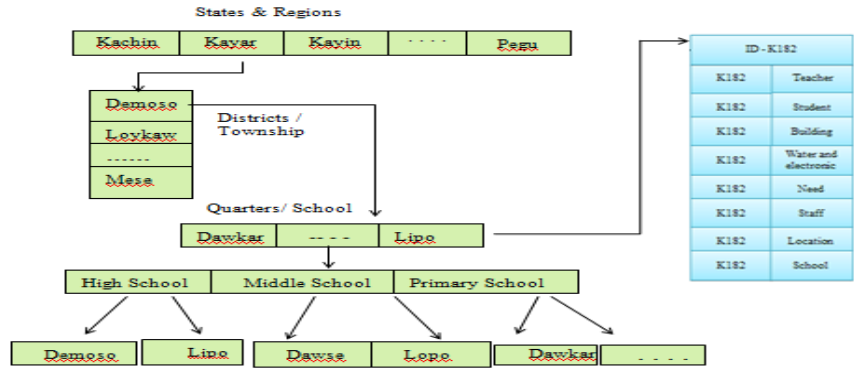 States & Regions
Kachin Kayar Kayin .... Pegu
Demoso
Loykaw
......
Mese
Districts /
Township
Quarters/ School
Dawkar -- - - Lipo
High School Middle School Primary School
Demoso Lipo Dawse Lopo Dawkar . . . .
ID-K182
K182 Teacher
K182 Student
K182 Building
K182 Water and
electronic
K182 Need
K182 Staff
K182 Location
K182 School